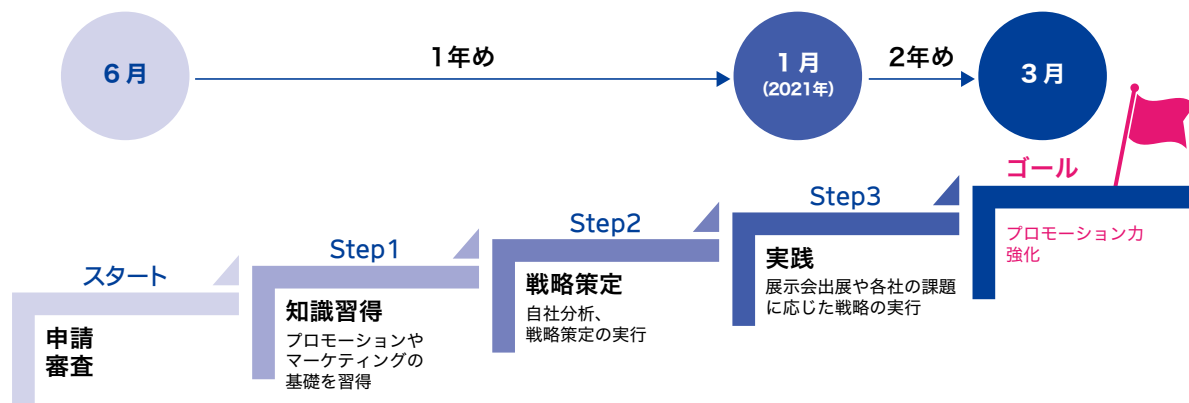 6月
1年め
1月
(2021年)
2年め
3月
スタート
申請
審査
Step1
知識習得
プロモーションや
マーケティングの
基礎を習得
Step2
戦略策定
自社分析、
戦略策定の実行
Step3
実践
展示会出展や各社の課題
に応じた戦略の実行
ゴール
プロモーション力
強化